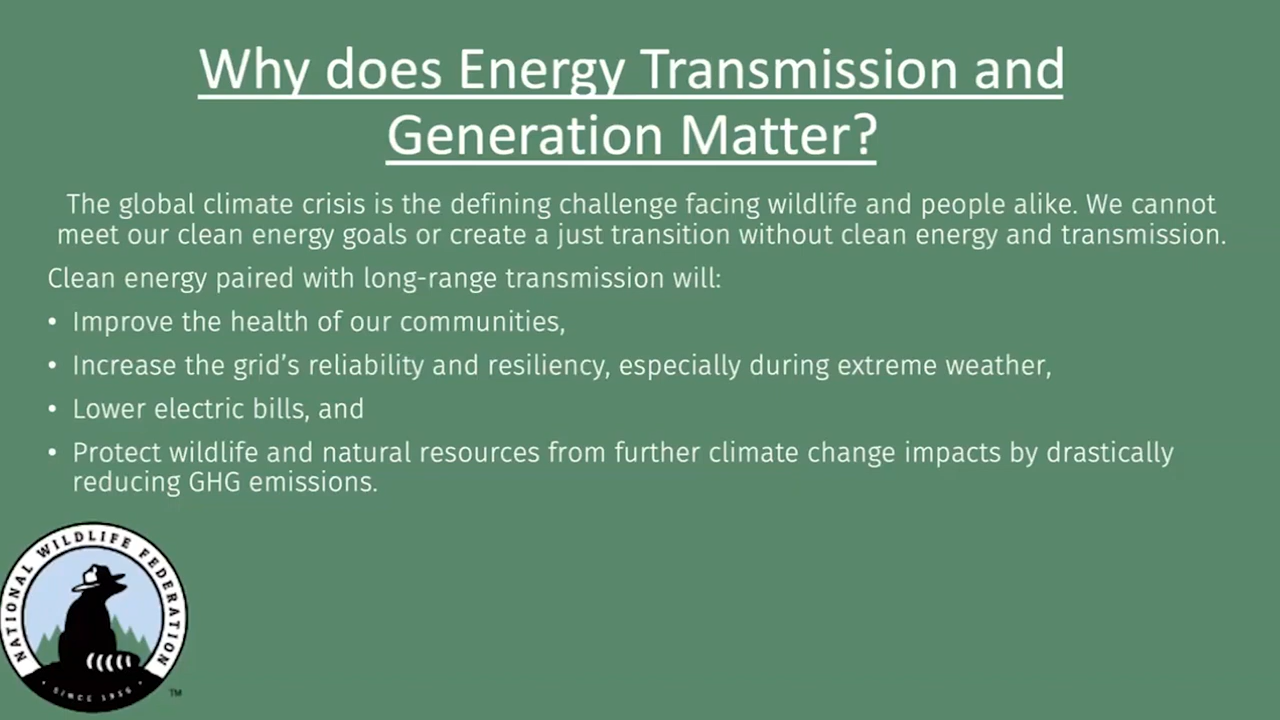 Why does Energy Transmission and
Generation Matter?
The global climate crisis is the defining challenge facing wildlife and people alike. We cannot
meet our clean energy goals or create a just transition without clean energy and transmission.
Clean energy paired with long-range transmission will:
• Improve the health of our communities,
• Increase the grid’s reliability and resiliency, especially during extreme weather,
• Lower electric bills, and
• Protect wildlife and natural resources from further climate change impacts by drastically
reducing GHG emissions.
NATIONAL WILDLIFE FEDERATION
• SINCE 1936 •
TM